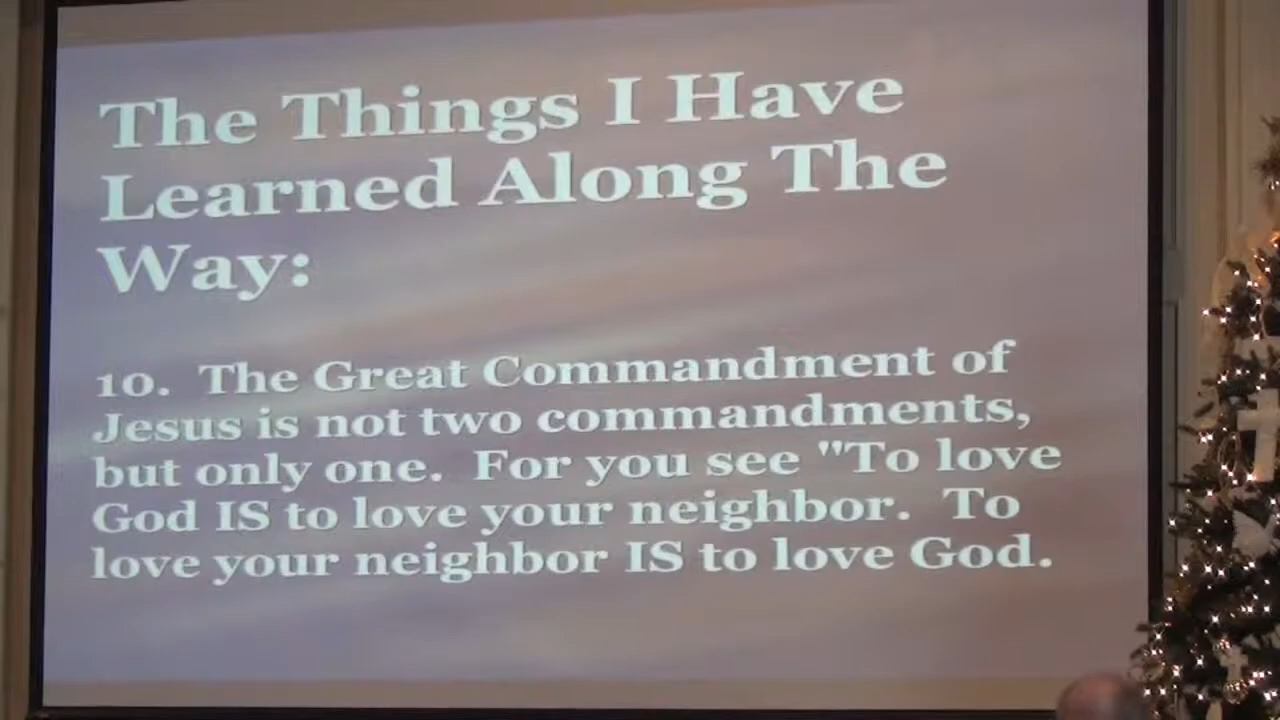 The Things I Have
Learned Along The
Way:
10. The Great Commandment of
Jesus is not two commandments,
but only one. For you see "To love
God IS to love your neighbor. To
love your neighbor IS to love God.